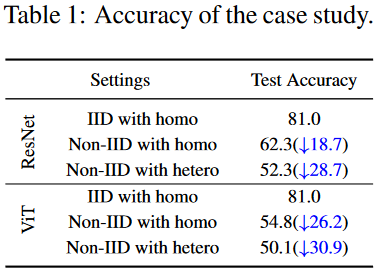 Table 1: Accuracy of the case study.
Settings Test Accuracy
ResNet
IID with homo 81.0
Non-IID with homo 62.3(↓18.7)
Non-IID with hetero 52.3(↓28.7)
ViT
IID with homo 81.0
Non-IID with homo 54.8(↓26.2)
Non-IID with hetero 50.1(↓30.9)